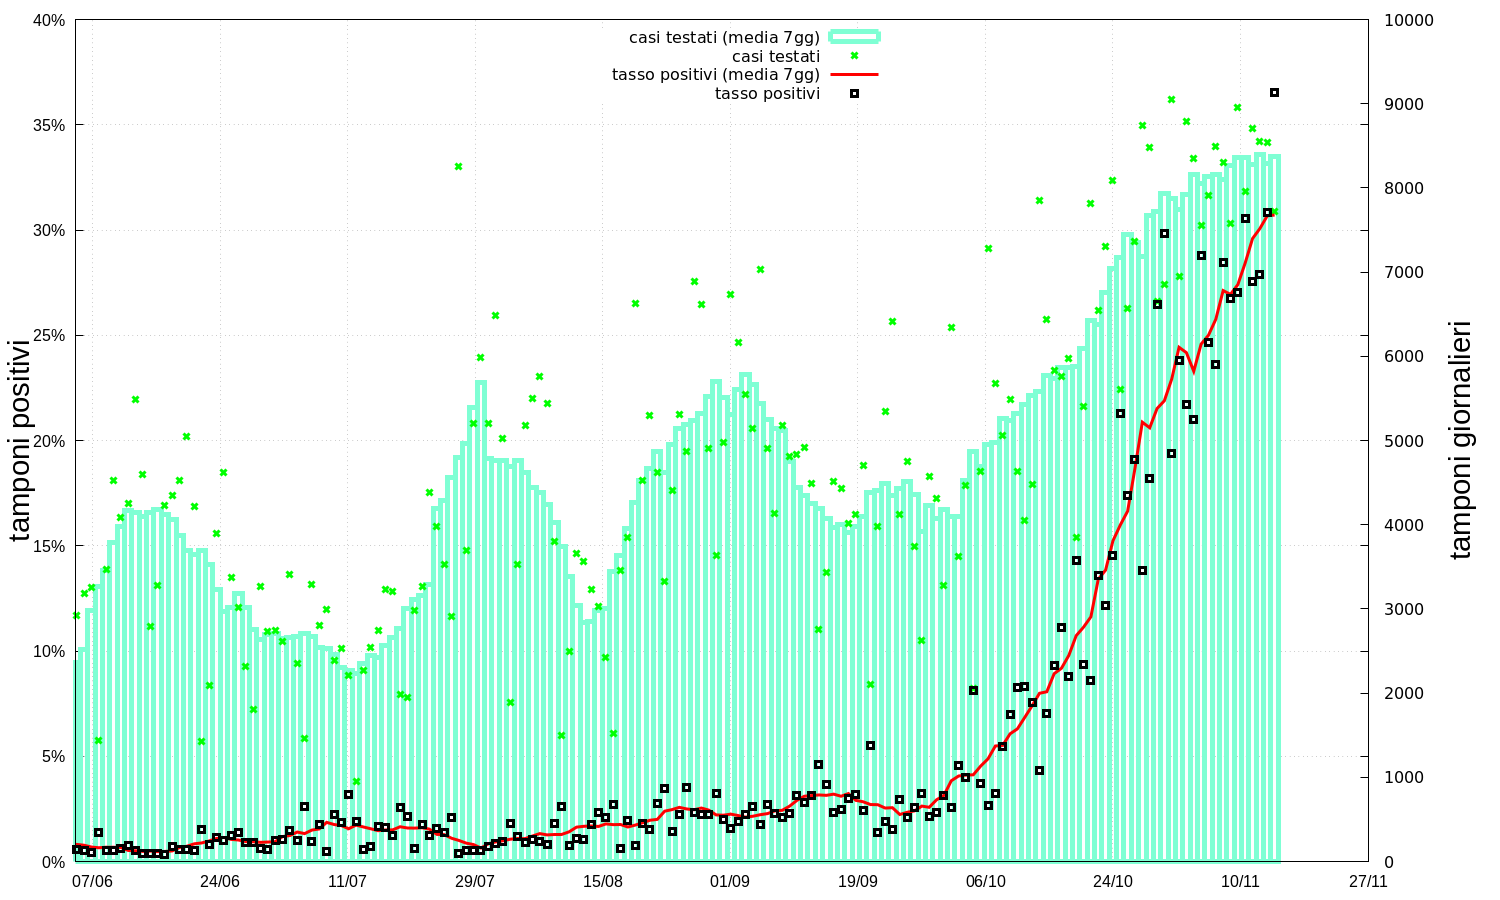 40%
35%
30%
25%
20%
15%
10%
5%
0%
tamponi positivi
casi testati (media 7gg)
casi testati
tasso positivi (media 7gg)
tasso positivi
10000
9000
8000
7000
6000
5000
4000
3000
2000
1000
0
tamponi giornalieri
07/06 24/06 11/07 29/07 15/08 01/09 19/09 06/10 24/10 10/11 27/11